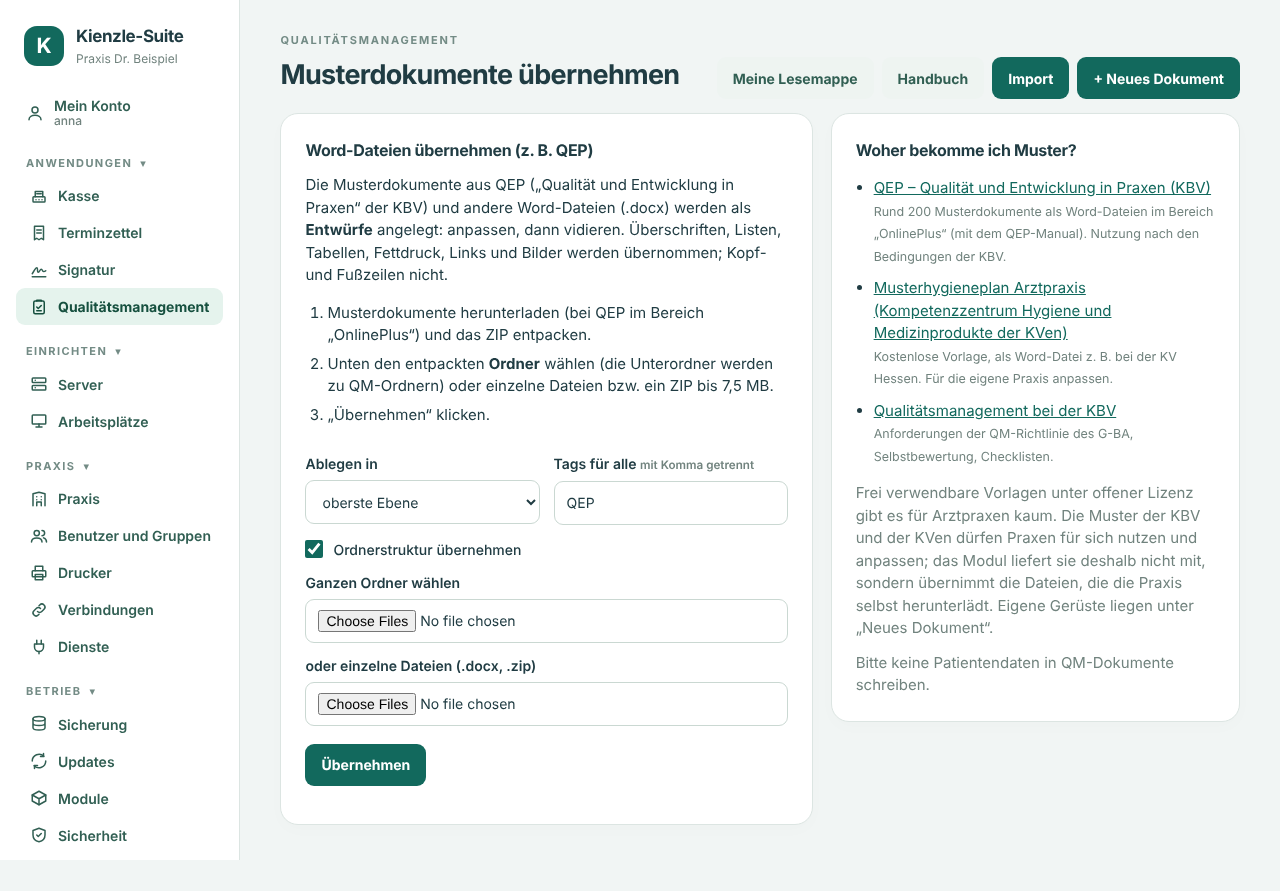 K
Kienzle-Suite
Praxis Dr. Beispiel
Mein Konto
anna
ANWENDUNGEN ▾
Kasse
Terminzettel
Signatur
Qualitätsmanagement
EINRICHTEN ▾
Server
Arbeitsplätze
PRAXIS ▾
Praxis
Benutzer und Gruppen
Drucker
Verbindungen
Dienste
BETRIEB ▾
Sicherung
Updates
Module
Sicherheit
QUALITÄTSMANAGEMENT
Musterdokumente übernehmen
Meine Lesemappe
Handbuch
Import
+ Neues Dokument
Word-Dateien übernehmen (z. B. QEP)
Die Musterdokumente aus QEP („Qualität und Entwicklung in
Praxen“ der KBV) und andere Word-Dateien (.docx) werden als
Entwürfe angelegt: anpassen, dann vidieren. Überschriften, Listen,
Tabellen, Fettdruck, Links und Bilder werden übernommen; Kopf-
und Fußzeilen nicht.
1. Musterdokumente herunterladen (bei QEP im Bereich
„OnlinePlus“) und das ZIP entpacken.
2. Unten den entpackten Ordner wählen (die Unterordner werden
zu QM-Ordnern) oder einzelne Dateien bzw. ein ZIP bis 7,5 MB.
3. „Übernehmen“ klicken.
Ablegen in
oberste Ebene
Tags für alle mit Komma getrennt
QEP
Ordnerstruktur übernehmen
Ganzen Ordner wählen
Choose Files No file chosen
oder einzelne Dateien (.docx, .zip)
Choose Files No file chosen
Übernehmen
Woher bekomme ich Muster?
• QEP – Qualität und Entwicklung in Praxen (KBV)
Rund 200 Musterdokumente als Word-Dateien im Bereich
„OnlinePlus“ (mit dem QEP-Manual). Nutzung nach den
Bedingungen der KBV.
• Musterhygieneplan Arztpraxis
(Kompetenzzentrum Hygiene und
Medizinprodukte der KVen)
Kostenlose Vorlage, als Word-Datei z. B. bei der KV
Hessen. Für die eigene Praxis anpassen.
• Qualitätsmanagement bei der KBV
Anforderungen der QM-Richtlinie des G-BA,
Selbstbewertung, Checklisten.
Frei verwendbare Vorlagen unter offener Lizenz
gibt es für Arztpraxen kaum. Die Muster der KBV
und der KVen dürfen Praxen für sich nutzen und
anpassen; das Modul liefert sie deshalb nicht mit,
sondern übernimmt die Dateien, die die Praxis
selbst herunterlädt. Eigene Gerüste liegen unter
„Neues Dokument“.
Bitte keine Patientendaten in QM-Dokumente
schreiben.